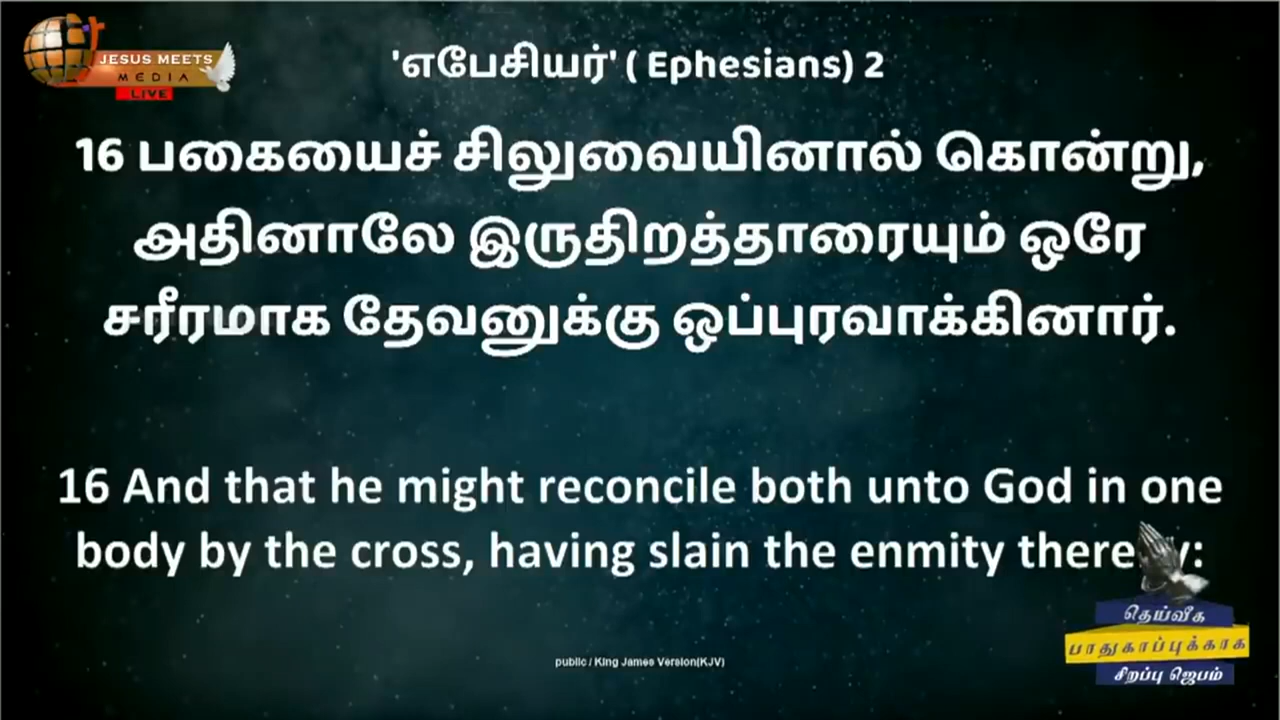 JESUS MEETS
MEDIA
LIVE
'எபேசியர்' ( Ephesians) 2
16 பகையைச் சிலுவையினால் கொன்று,
அதினாலே இருதிறத்தாரையும் ஒரே
சரீரமாக தேவனுக்கு ஒப்புரவாக்கினார்.
16 And that he might reconcile both unto God in one
body by the cross, having slain the enmity
public / King James Version(KJV)
தெய்வீக
பாதுகாப்புக்காக
சிறப்பு ஜெபம்